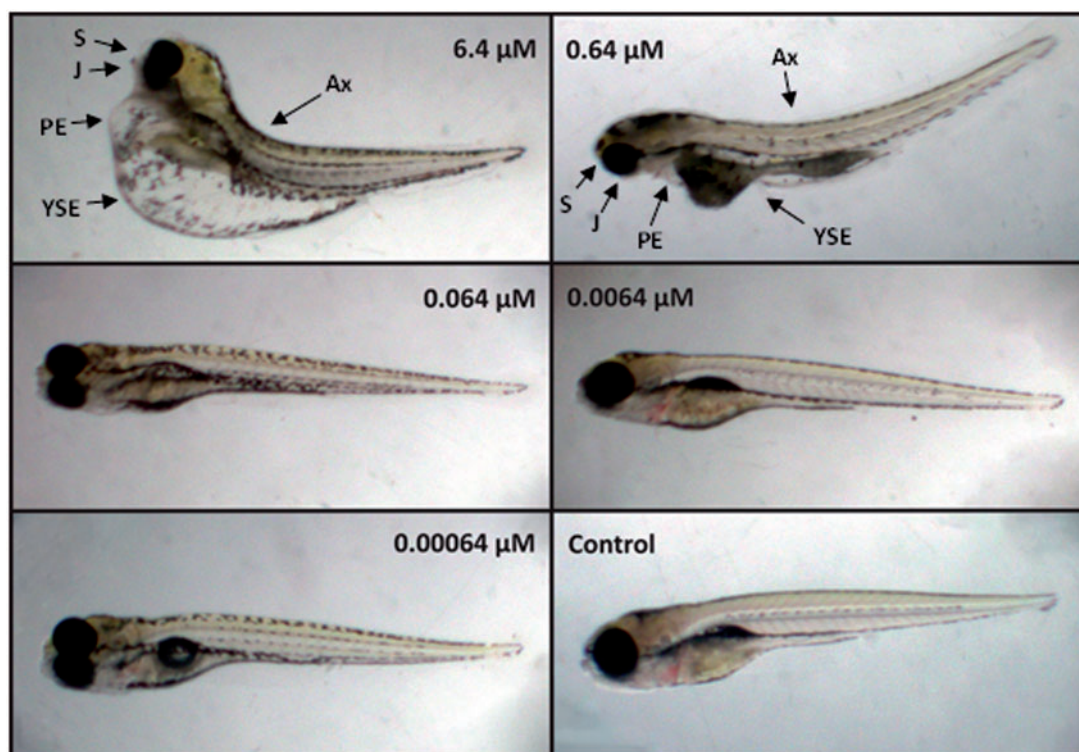 S
J
PE
YSE
Ax
6.4 µM
0.64 µM
Ax
S
J
PE
YSE
0.064 µM
0.0064 µM
0.00064 µM
Control